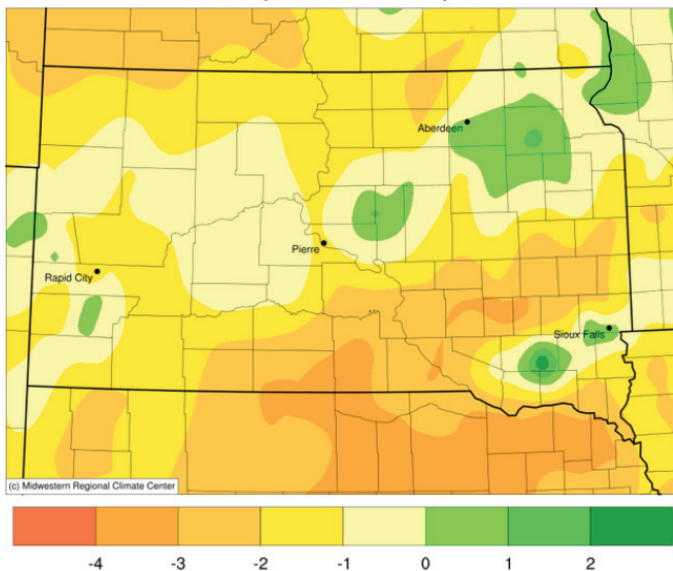 Aberdeen
Pierre
Rapid City
Sioux Falls
(c) Midwestern Regional Climate Center
-4 -3 -2 -1 0 1 2